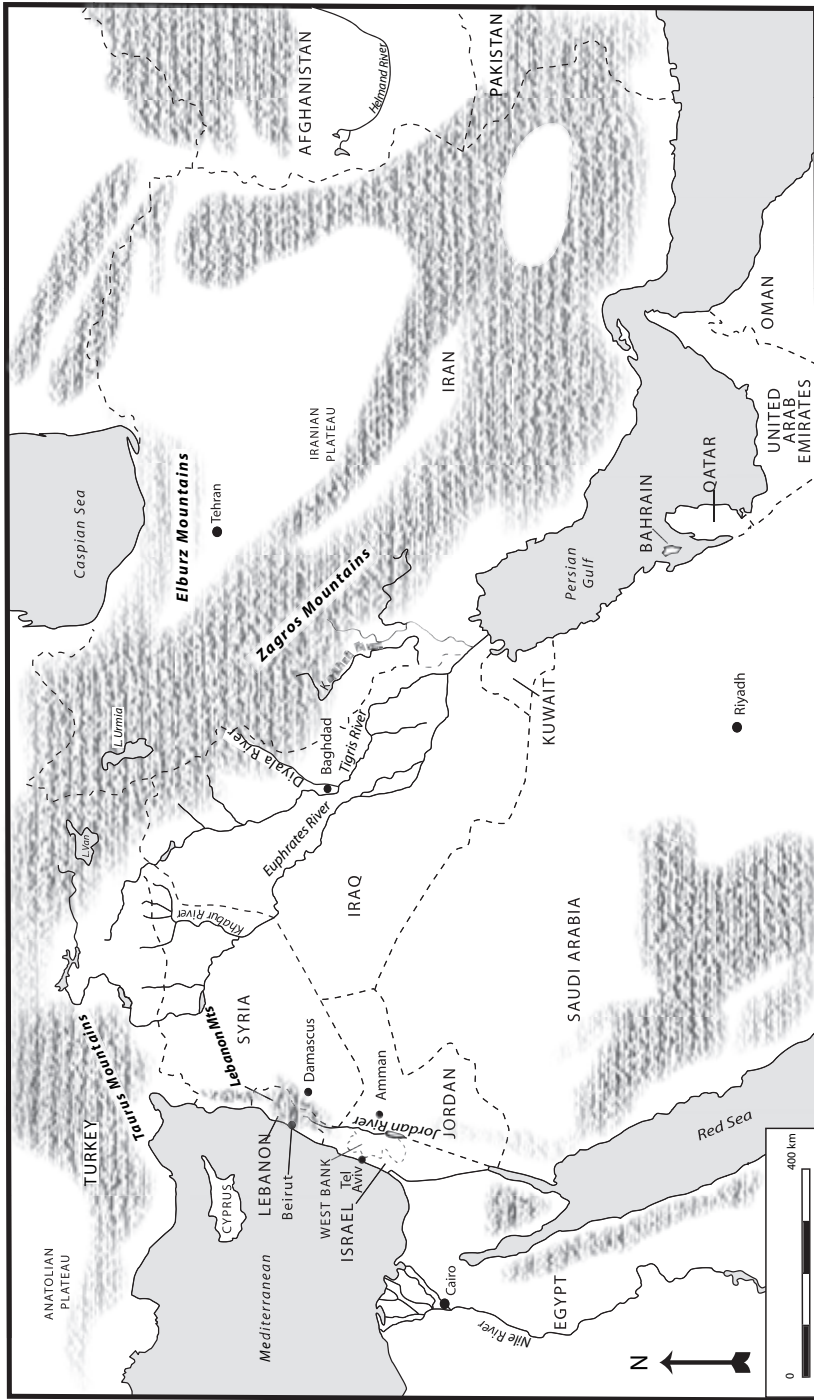 ANATOLIAN
PLATEAU
TURKEY
Taurus Mountains
L.Van
L.Urmia
Caspian Sea
Elburz Mountains
Tehran
IRANIAN
PLATEAU
AFGHANISTAN
Helmand River
PAKISTAN
IRAN
Zagros Mountains
Diyala River
Baghdad
Tigris River
Euphrates River
Khabur River
SYRIA
Lebanon Mts
Damascus
CYPRUS
LEBANON
Beirut
Mediterranean
WEST BANK
ISRAEL
Tel
Aviv
Amman
Jordan River
JORDAN
IRAQ
KUWAIT
Persian
Gulf
BAHRAIN
QATAR
UNITED
ARAB
EMIRATES
OMAN
SAUDI ARABIA
Riyadh
Red Sea
Cairo
Nile River
EGYPT
N
0
400 km